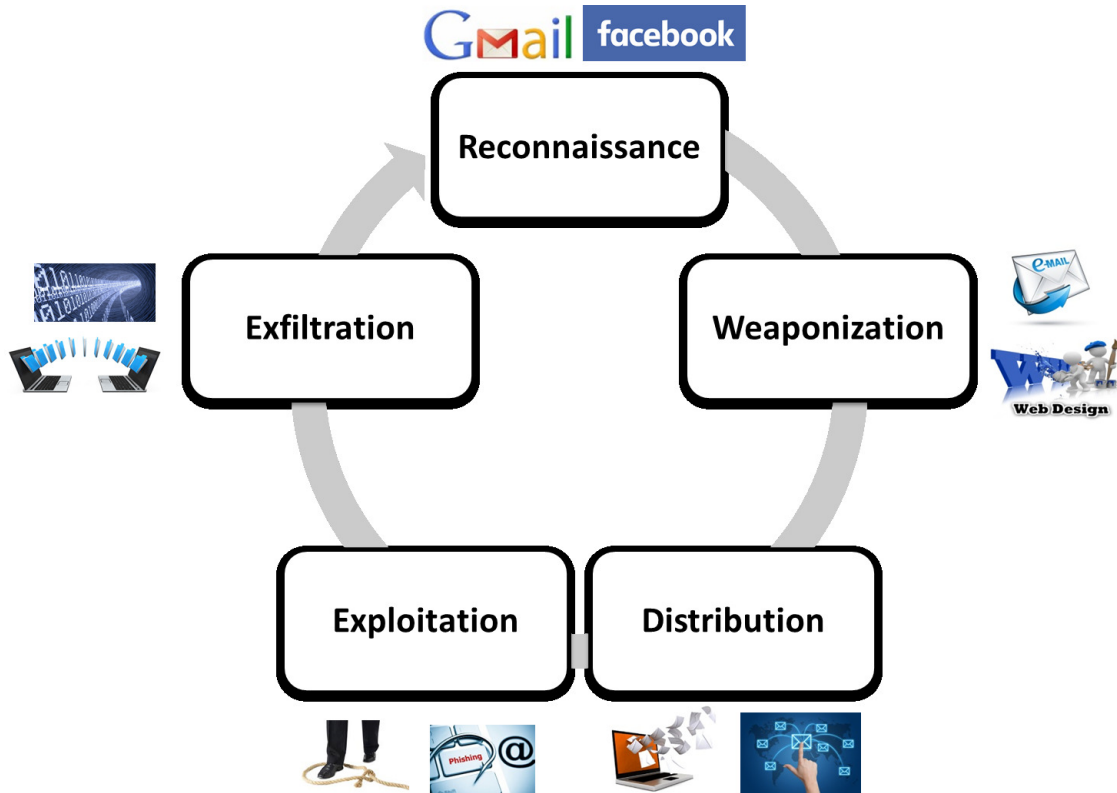 Gmail facebook
Reconnaissance
Exfiltration
Weaponization
e-MAIL
W
Web Design
Exploitation
Distribution
Phishing
@